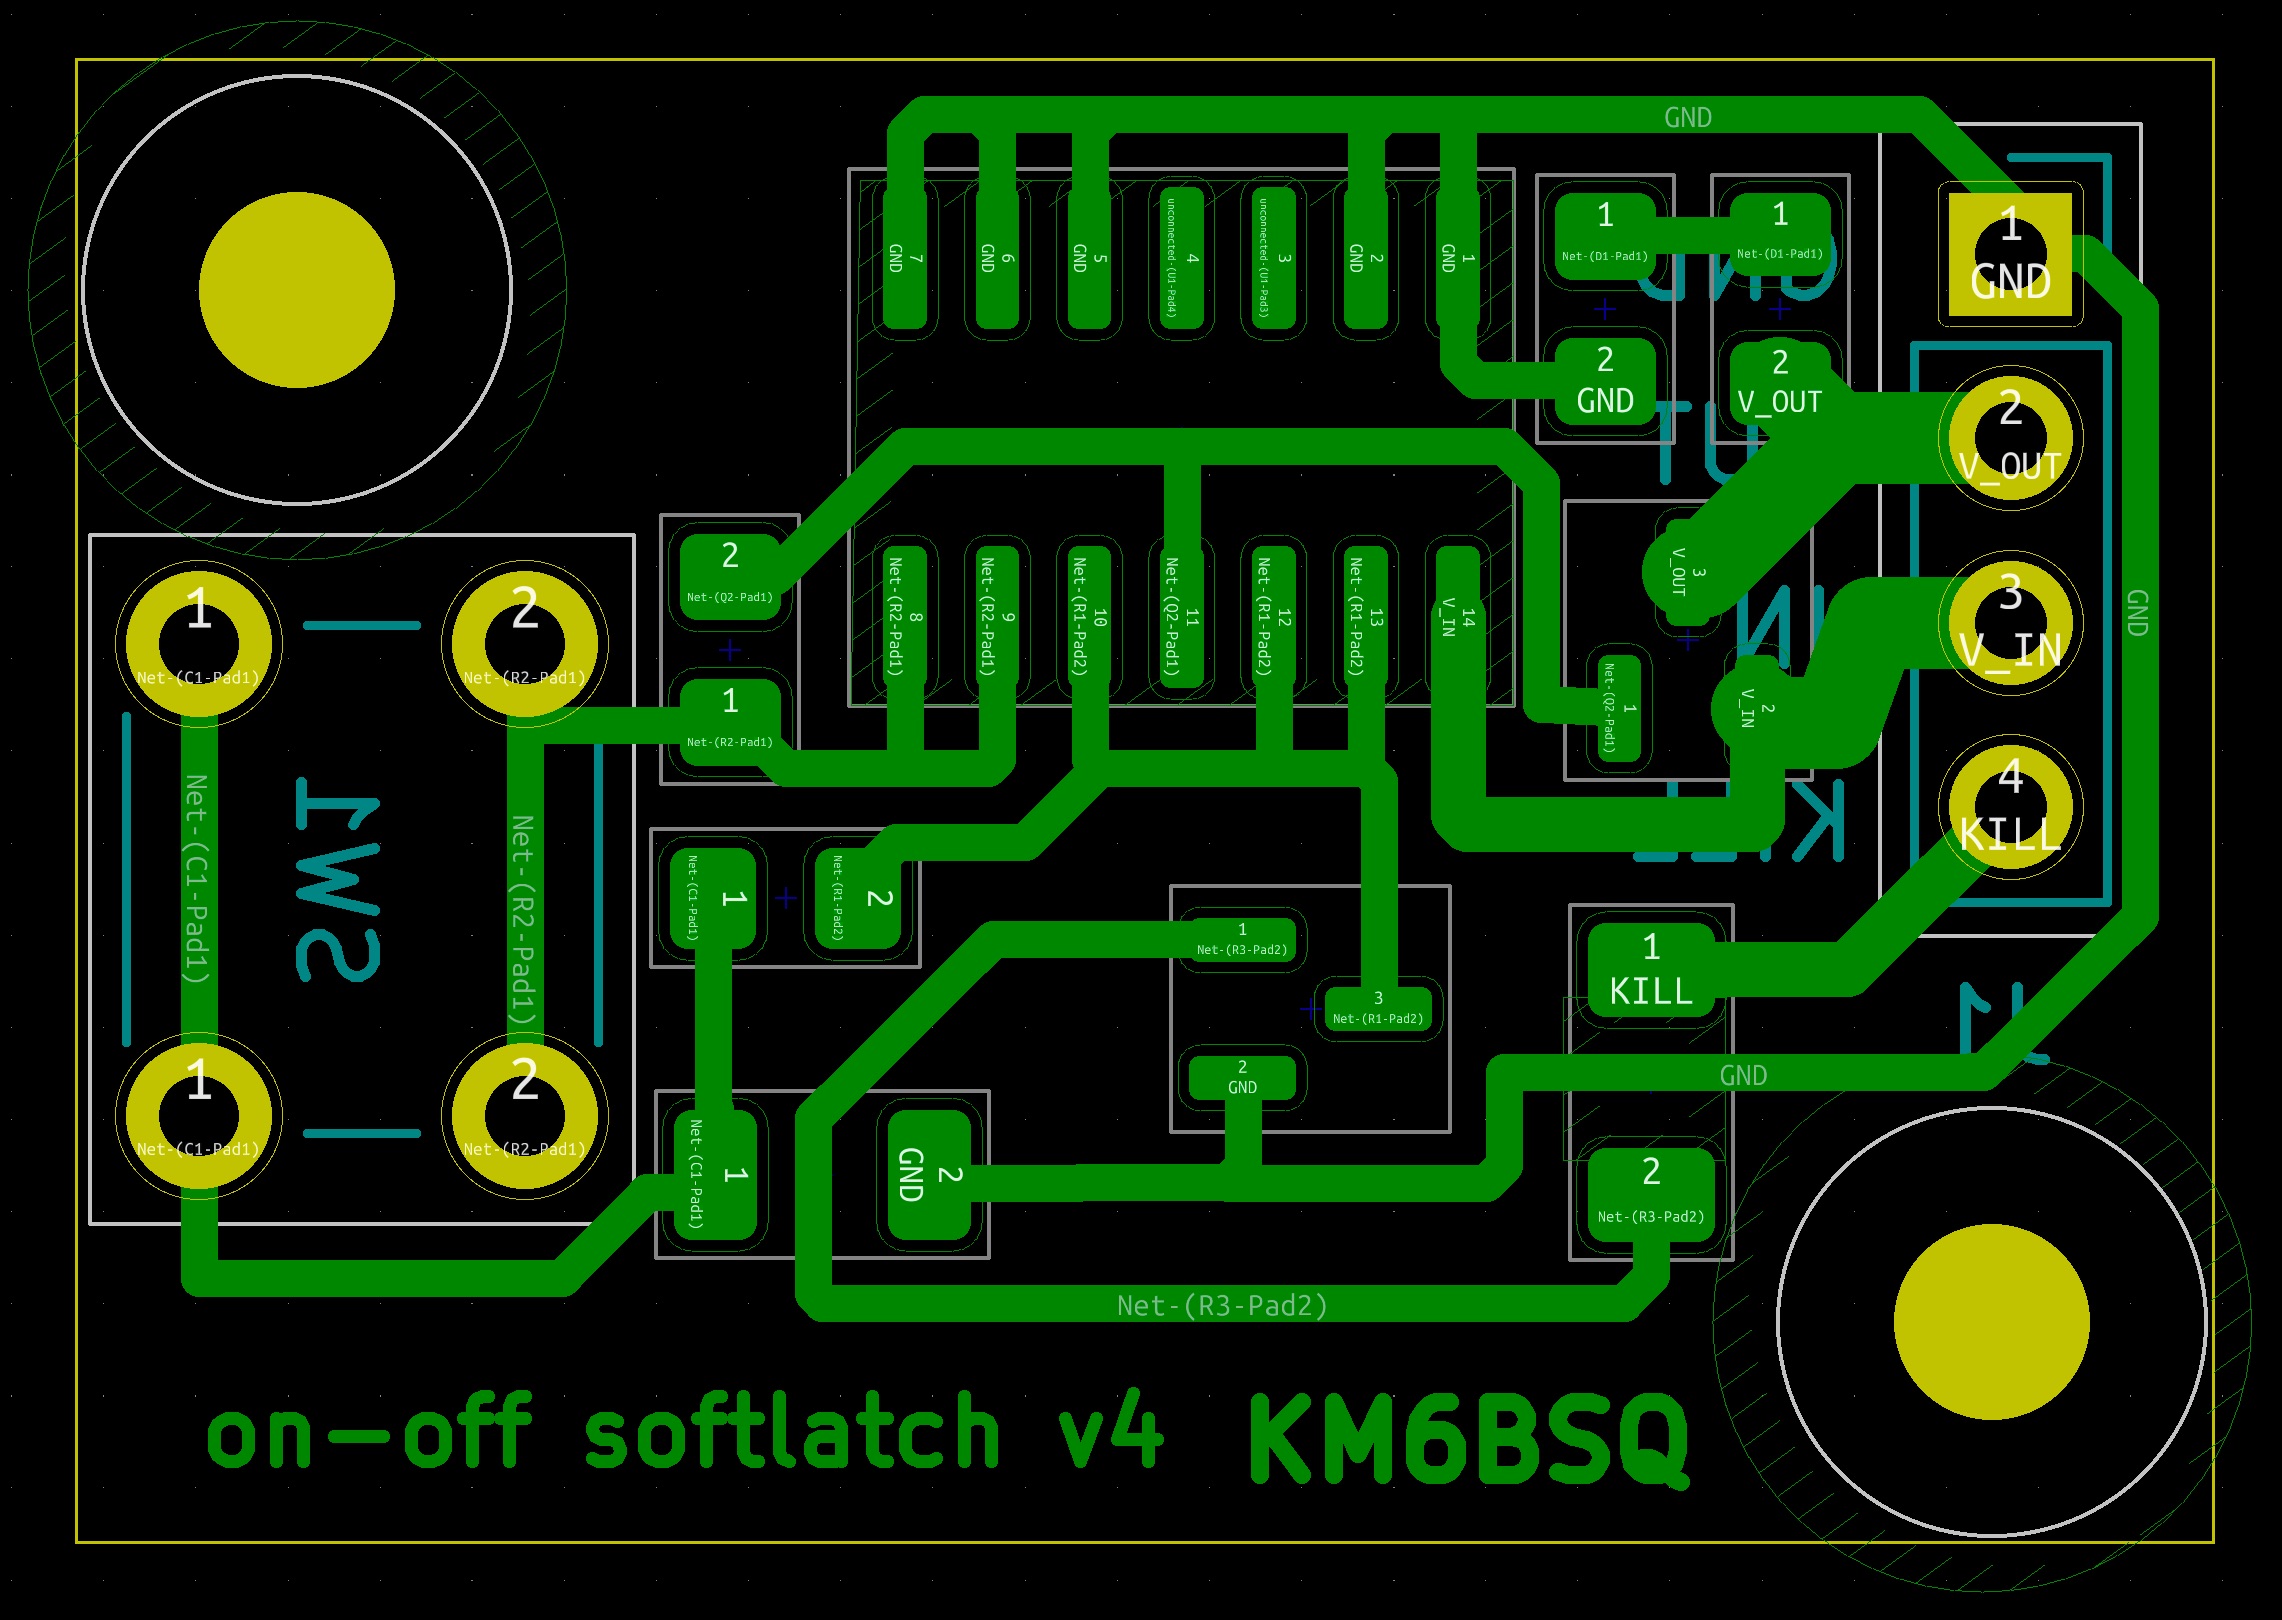 GND
7
GND
6
GND
5
GND
4
unconnected-(U1-Pad4)
3
unconnected-(U1-Pad3)
2
GND
1
GND
1
Net-(D1-Pad1)
1
Net-(D1-Pad1)
1
GND
GND
2
GND
2
V_OUT
OUT
2
V_OUT
2
Net-(Q2-Pad1)
1
Net-(R2-Pad1)
8
Net-(R2-Pad1)
9
Net-(R2-Pad1)
10
Net-(R1-Pad2)
11
Net-(Q2-Pad1)
12
Net-(R1-Pad2)
13
Net-(R1-Pad2)
14
V_IN
3
V_OUT
IN
1
Net-(Q2-Pad1)
2
V_IN
3
V_IN
GND
1
Net-(C1-Pad1)
2
Net-(R2-Pad1)
Net-(C1-Pad1)
SW1
Net-(R2-Pad1)
1
Net-(C1-Pad1)
2
Net-(R2-Pad1)
KILL
4
KILL
1
Net-(C1-Pad1)
2
Net-(R1-Pad2)
1
Net-(R3-Pad2)
3
Net-(R1-Pad2)
2
GND
1
KILL
J1
GND
1
Net-(C1-Pad1)
2
GND
2
Net-(R3-Pad2)
Net-(R3-Pad2)
on-off softlatch v4 KM6BSQ